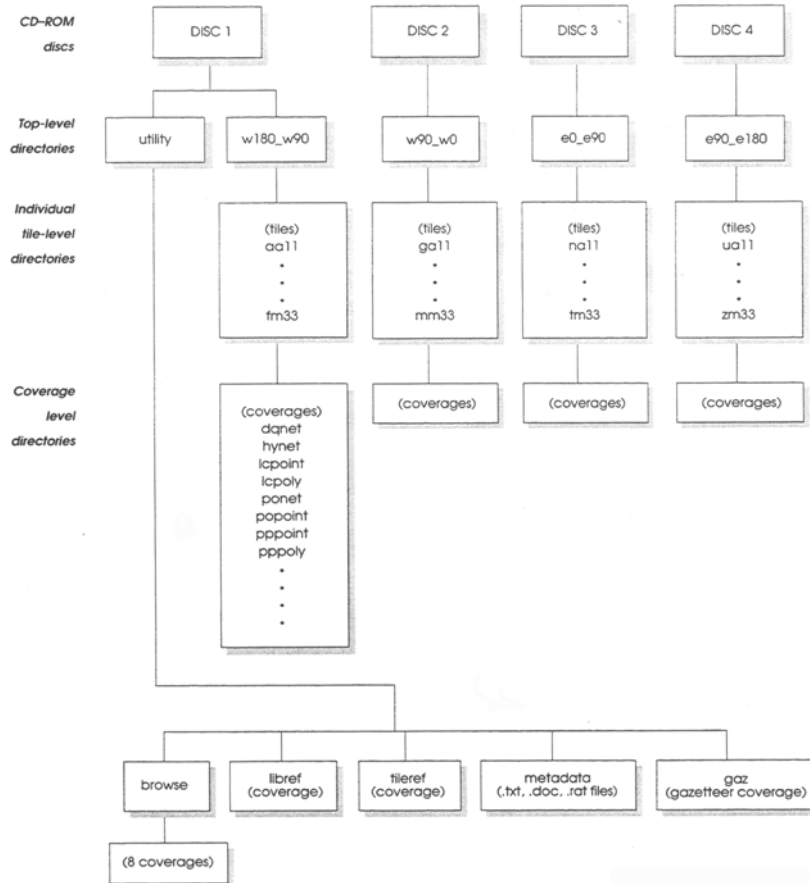 CD-ROM
discs
DISC 1
DISC 2
DISC 3
DISC 4
Top-level
directories
utility
w180_w90
w90_w0
e0_e90
e90_e180
Individual
tile-level
directories
(tiles)
aa11
•
•
•
fm33
(tiles)
ga11
•
•
•
mm33
(tiles)
na11
•
•
•
tm33
(tiles)
ua11
•
•
•
zm33
Coverage
level
directories
(coverages)
dqnet
hynet
lcpoint
lcpoly
ponet
popoint
pppoint
pppoly
•
•
•
•
(coverages)
(coverages)
(coverages)
browse
libref
(coverage)
tileref
(coverage)
metadata
(.txt, .doc, .rat files)
gaz
(gazetteer coverage)
(8 coverages)